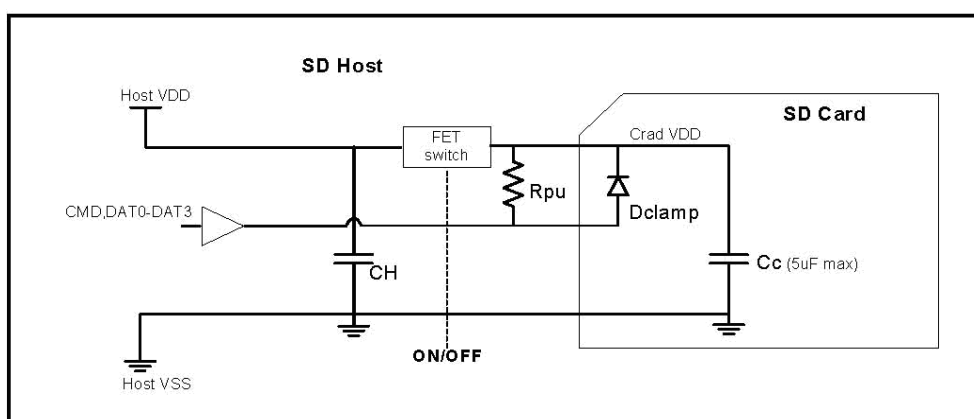 SD Host
Host VDD
SD Card
FET
switch
Crad VDD
Rpu
Dclamp
CMD,DAT0-DAT3
CH
Cc (5uF max)
ON/OFF
Host VSS